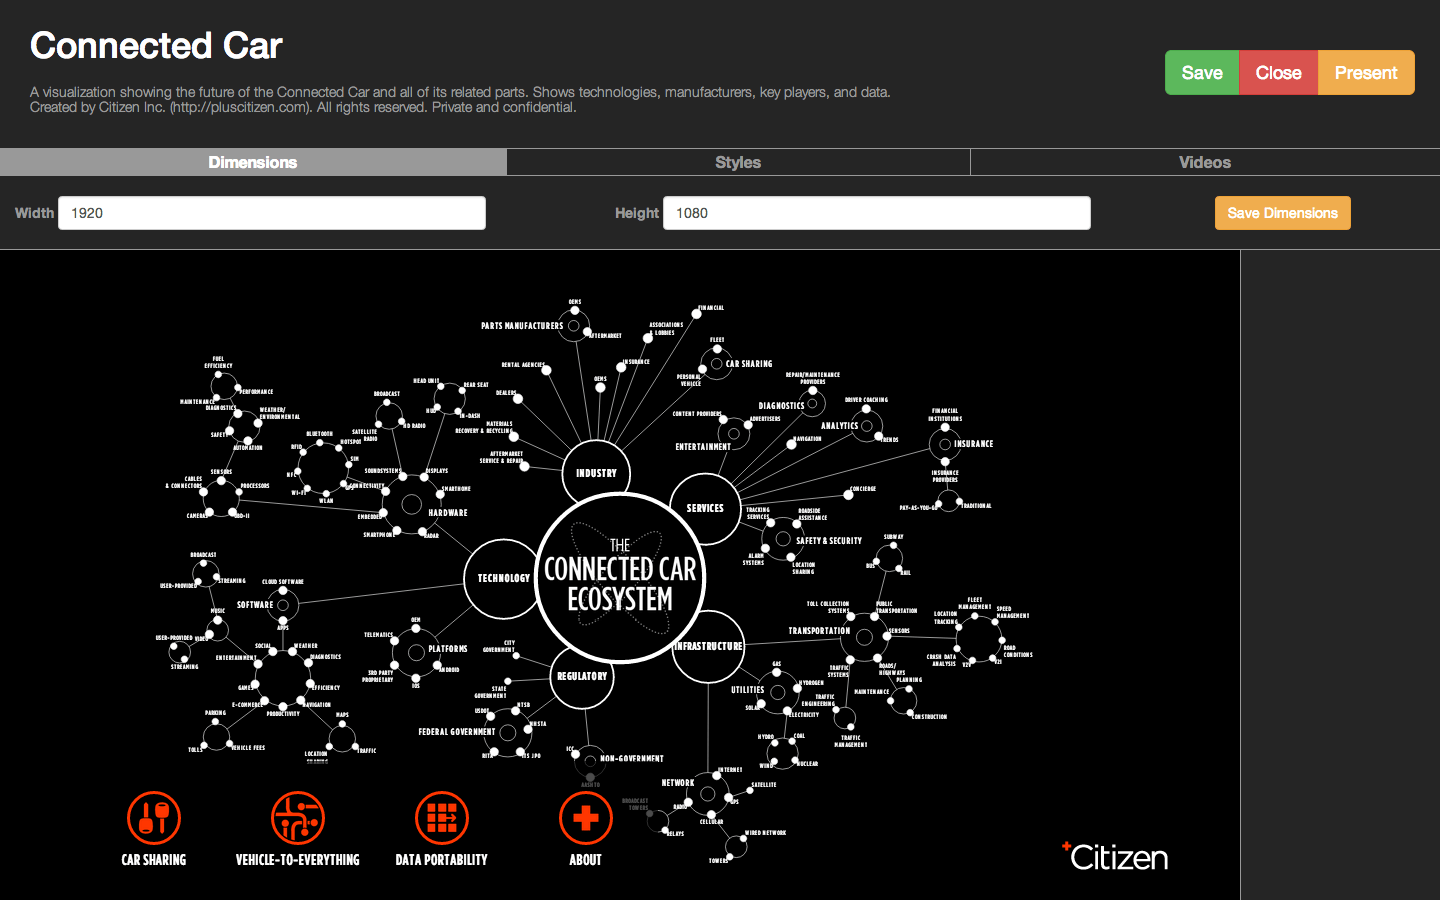 Connected Car
A visualization showing the future of the Connected Car and all of its related parts. Shows technologies, manufacturers, key players, and data.
Created by Citizen Inc. (http://pluscitizen.com). All rights reserved. Private and confidential.
Save
Close
Present
Dimensions
Styles
Videos
Width
1920
Height
1080
Save Dimensions
OEMS
PARTS MANUFACTURERS
AFTERMARKET
ASSOCIATIONS
& LOBBIES
FINANCIAL
FLEET
CAR SHARING
PERSONAL
VEHICLE
RENTAL AGENCIES
INSURANCE
OEMS
DEALERS
MATERIALS
RECOVERY & RECYCLING
AFTERMARKET
SERVICE & REPAIR
INDUSTRY
FUEL
EFFICIENCY
PERFORMANCE
MAINTENANCE
DIAGNOSTICS
WEATHER/
ENVIRONMENTAL
SAFETY
AUTOMATION
SENSORS
CABLES
& CONNECTORS
PROCESSORS
CAMERAS
OBD-II
BLUETOOTH
HOTSPOT
RFID
SIM
NFC
WI-FI
WLAN
CONNECTIVITY
BROADCAST
SATELLITE
RADIO
HD RADIO
HEAD UNIT
REAR SEAT
HUD
IN-DASH
SOUNDSYSTEMS
DISPLAYS
SMARTHOME
HARDWARE
EMBEDDED
SMARTPHONE
RADAR
REPAIR/MAINTENANCE
PROVIDERS
DIAGNOSTICS
CONTENT PROVIDERS
ADVERTISERS
ENTERTAINMENT
DRIVER COACHING
ANALYTICS
TRENDS
NAVIGATION
FINANCIAL
INSTITUTIONS
INSURANCE
INSURANCE
PROVIDERS
PAY-AS-YOU-GO
TRADITIONAL
CONCIERGE
SERVICES
TRACKING
SERVICES
ROADSIDE
ASSISTANCE
SAFETY & SECURITY
ALARM
SYSTEMS
LOCATION
SHARING
THE
CONNECTED CAR
ECOSYSTEM
TECHNOLOGY
BROADCAST
USER-PROVIDED
STREAMING
CLOUD SOFTWARE
SOFTWARE
APPS
MUSIC
USER-PROVIDED
VIDEO
STREAMING
SOCIAL
WEATHER
ENTERTAINMENT
DIAGNOSTICS
GAMES
EFFICIENCY
E-COMMERCE
NAVIGATION
PRODUCTIVITY
PARKING
TOLLS
VEHICLE FEES
MAPS
LOCATION
TRAFFIC
OEM
TELEMATICS
PLATFORMS
3RD PARTY
PROPRIETARY
ANDROID
IOS
CITY
GOVERNMENT
STATE
GOVERNMENT
REGULATORY
USDOT
NTSB
NHSTA
FEDERAL GOVERNMENT
RITA
ITS JPO
ICC
NON-GOVERNMENT
AASHTO
INFRASTRUCTURE
SUBWAY
BUS
RAIL
TOLL COLLECTION
SYSTEMS
PUBLIC
TRANSPORTATION
TRANSPORTATION
SENSORS
TRAFFIC
SYSTEMS
ROADS/
HIGHWAYS
FLEET
MANAGEMENT
LOCATION
TRACKING
SPEED
MANAGEMENT
ROAD
CONDITIONS
CRASH DATA
ANALYSIS
V2V
V2I
PLANNING
MAINTENANCE
CONSTRUCTION
TRAFFIC
ENGINEERING
TRAFFIC
MANAGEMENT
GAS
HYDROGEN
UTILITIES
SOLAR
ELECTRICITY
HYDRO
COAL
WIND
NUCLEAR
INTERNET
NETWORK
SATELLITE
GPS
RADIO
CELLULAR
BROADCAST
TOWERS
RELAYS
WIRED NETWORK
TOWERS
CAR SHARING
VEHICLE-TO-EVERYTHING
DATA PORTABILITY
ABOUT
+Citizen